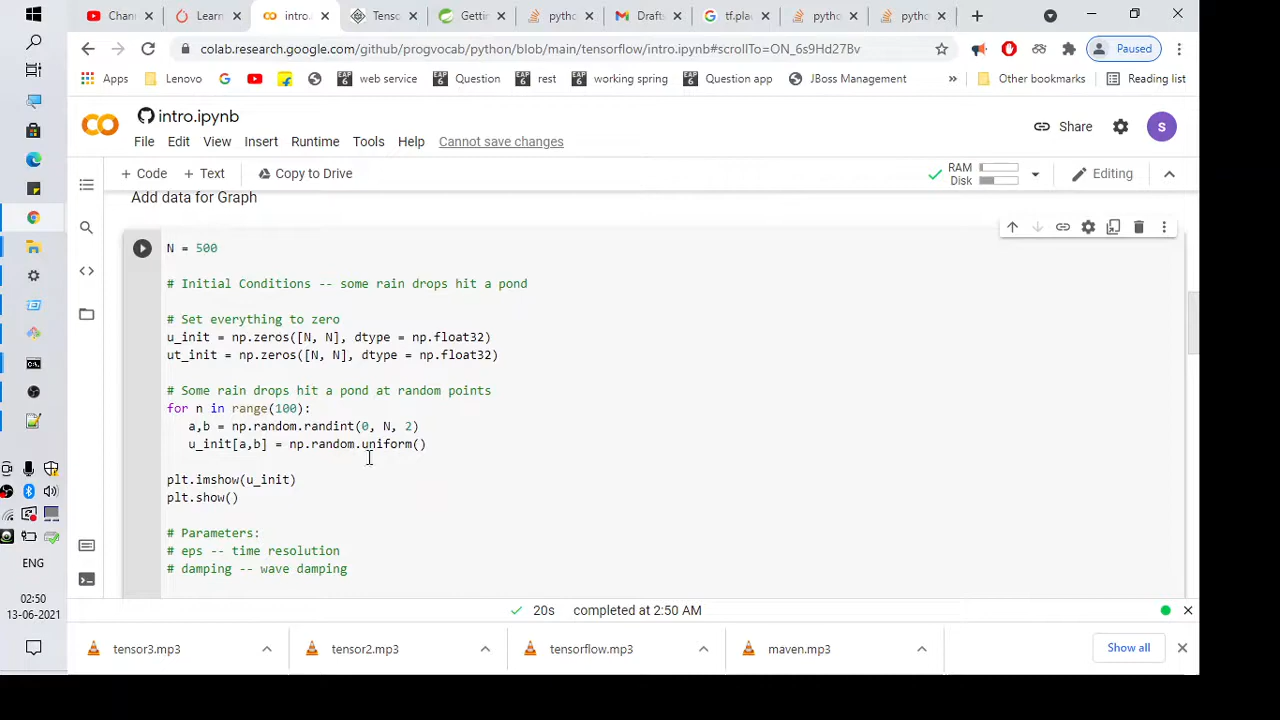 Chann
Learn
intro.
Tenso
Gettin
python
Drafts
tf.plac
python
python
colab.research.google.com/github/progvocab/python/blob/main/tensorflow/intro.ipynb#scrollTo=ON_6s9Hd27Bv
Paused
Apps
Lenovo
web service
Question
rest
working spring
Question app
JBoss Management
»
Other bookmarks
Reading list
intro.ipynb
Share
S
File Edit View Insert Runtime Tools Help Cannot save changes
+ Code + Text Copy to Drive
RAM
Disk
Editing
Add data for Graph
N = 500
# Initial Conditions -- some rain drops hit a pond
# Set everything to zero
u_init = np.zeros([N, N], dtype = np.float32)
ut_init = np.zeros([N, N], dtype = np.float32)
# Some rain drops hit a pond at random points
for n in range(100):
a,b = np.random.randint(0, N, 2)
u_init[a,b] = np.random.uniform()
plt.imshow(u_init)
plt.show()
# Parameters:
# eps -- time resolution
# damping -- wave damping
20s completed at 2:50 AM
ENG
02:50
13-06-2021
tensor3.mp3
tensor2.mp3
tensorflow.mp3
maven.mp3
Show all